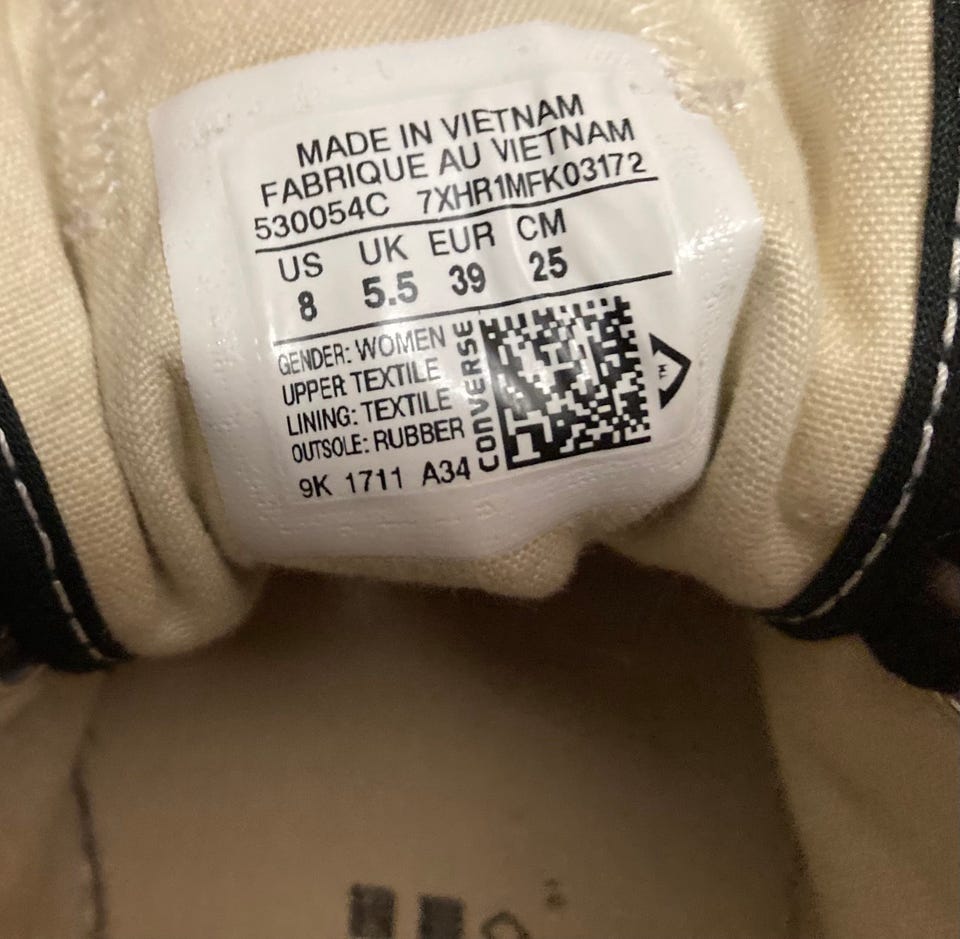 MADE IN VIETNAM
FABRIQUE AU VIETNAM
530054C 7XHR1MFK03172
US UK EUR CM
8 5.5 39 25
GENDER: WOMEN
UPPER TEXTILE
LINING: TEXTILE
OUTSOLE: RUBBER
9K 1711 A34
CONVERSE
TM